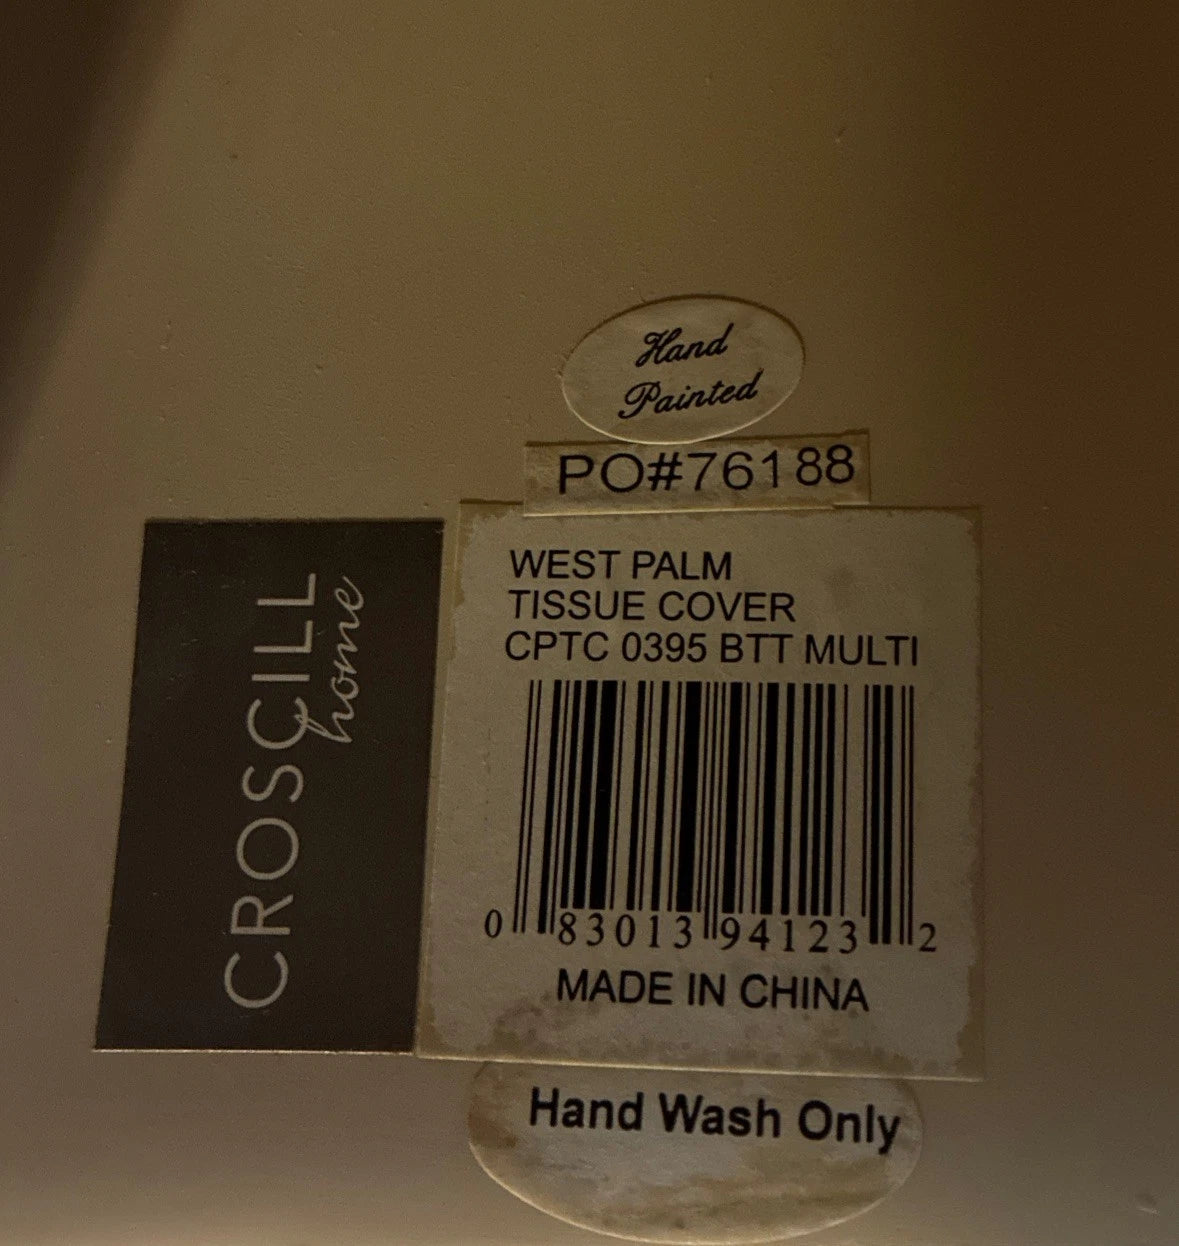 Hand
Painted
PO#76188
CROSCILL
home
WEST PALM
TISSUE COVER
CPTC 0395 BTT MULTI
0 83013 94123 2
MADE IN CHINA
Hand Wash Only